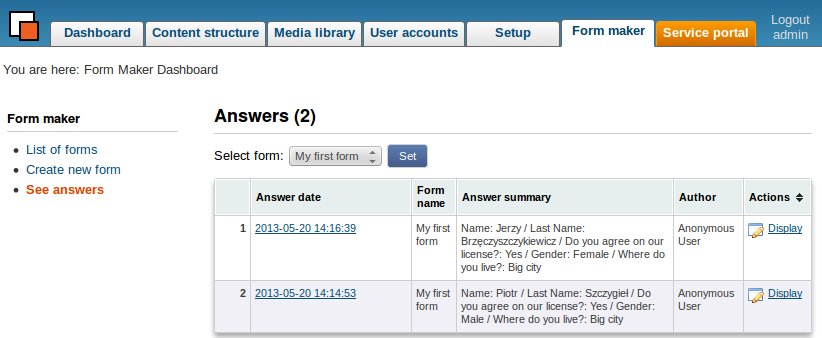 Dashboard Content structure Media library User accounts Setup Form maker Service portal Logout
admin
You are here: Form Maker Dashboard
Form maker
List of forms
Create new form
See answers
Answers (2)
Select form: My first form Set
Answer date Form name Answer summary Author Actions
1 2013-05-20 14:16:39 My first form Name: Jerzy / Last Name: Anonymous User Display
Brzęczyszczykiewicz / Do you agree on our
license?: Yes / Gender: Female / Where do
you live?: Big city
2 2013-05-20 14:14:53 My first form Name: Piotr / Last Name: Szczygieł / Do Anonymous User Display
you agree on our license?: Yes / Gender:
Male / Where do you live?: Big city